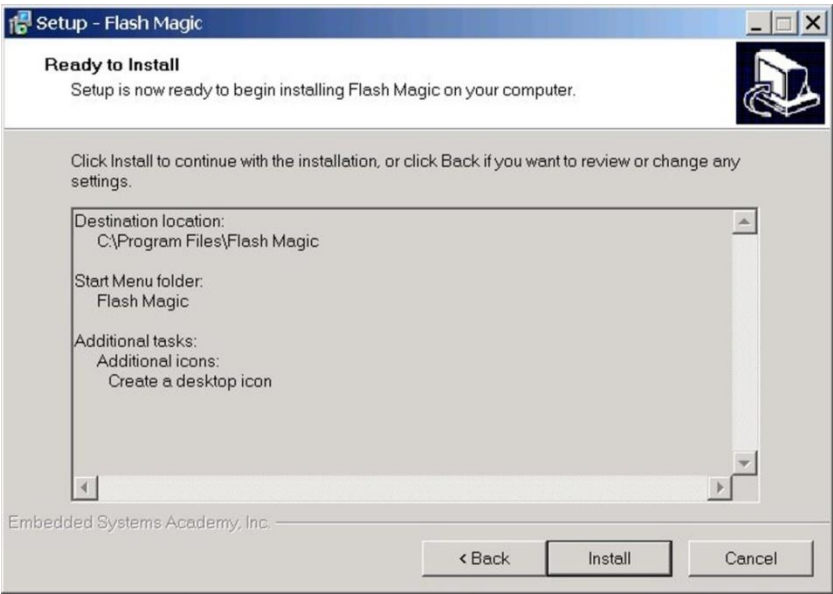 Setup - Flash Magic
Ready to Install
Setup is now ready to begin installing Flash Magic on your computer.
Click Install to continue with the installation, or click Back if you want to review or change any
settings.
Destination location:
C:\Program Files\Flash Magic
Start Menu folder:
Flash Magic
Additional tasks:
Additional icons:
Create a desktop icon
Embedded Systems Academy, Inc.
< Back
Install
Cancel